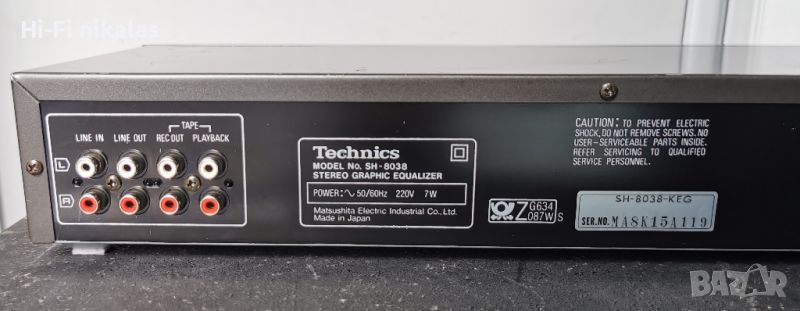 Hi-Fi nikalas
TAPE
LINE IN LINE OUT REC OUT PLAYBACK
L
R
Technics
MODEL No. SH-8038
STEREO GRAPHIC EQUALIZER
POWER: 50/60Hz 220V 7W
Matsushita Electric Industrial Co., Ltd.
Made in Japan
Z G634
087W S
CAUTION: TO PREVENT ELECTRIC
SHOCK, DO NOT REMOVE SCREWS. NO
USER-SERVICEABLE PARTS INSIDE.
REFER SERVICING TO QUALIFIED
SERVICE PERSONNEL.
SH-8038-KEG
SER.NO. MA8K15A119
BAZAR